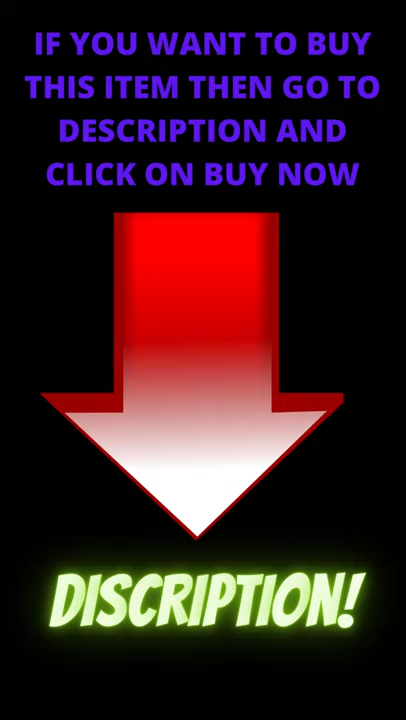 IF YOU WANT TO BUY
THIS ITEM THEN GO TO
DESCRIPTION AND
CLICK ON BUY NOW
DISCRIPTION!